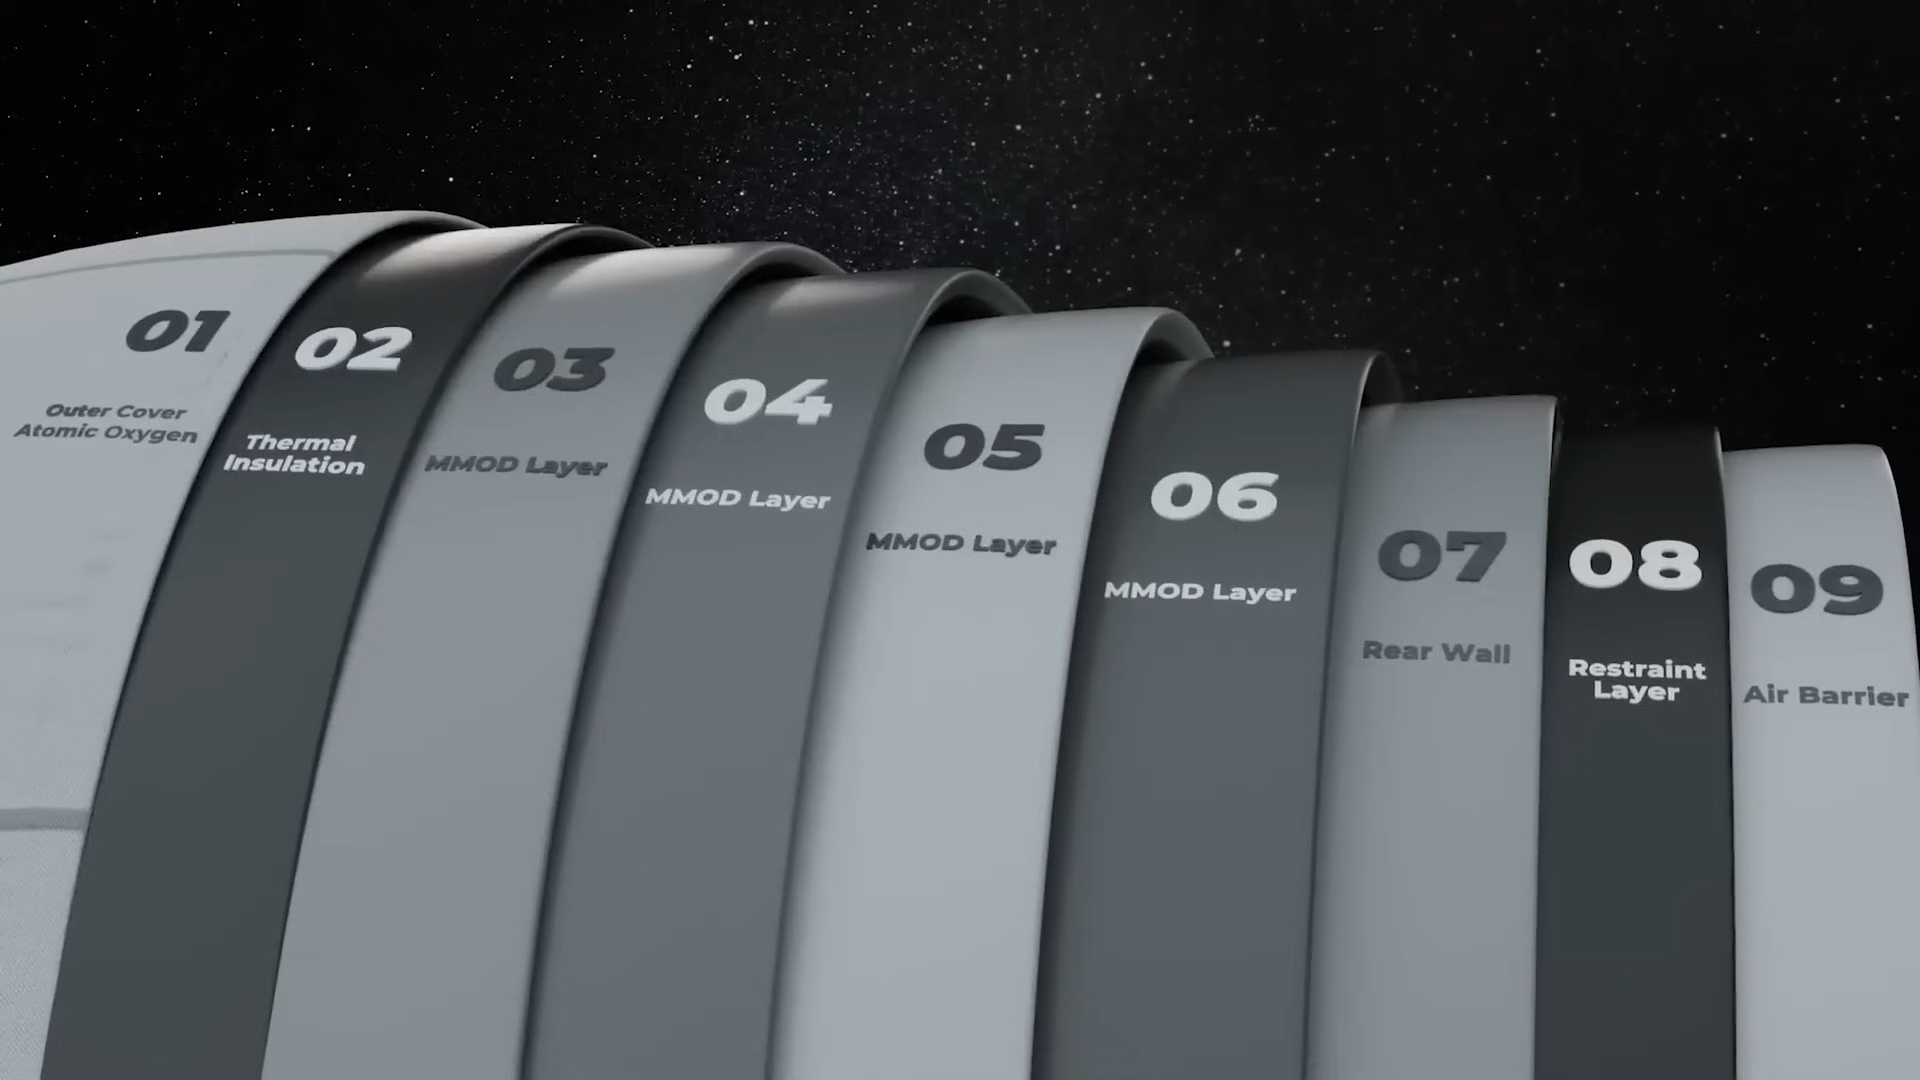 01
Outer Cover
Atomic Oxygen
02
Thermal
Insulation
03
MMOD Layer
04
MMOD Layer
05
MMOD Layer
06
MMOD Layer
07
Rear Wall
08
Restraint
Layer
09
Air Barrier